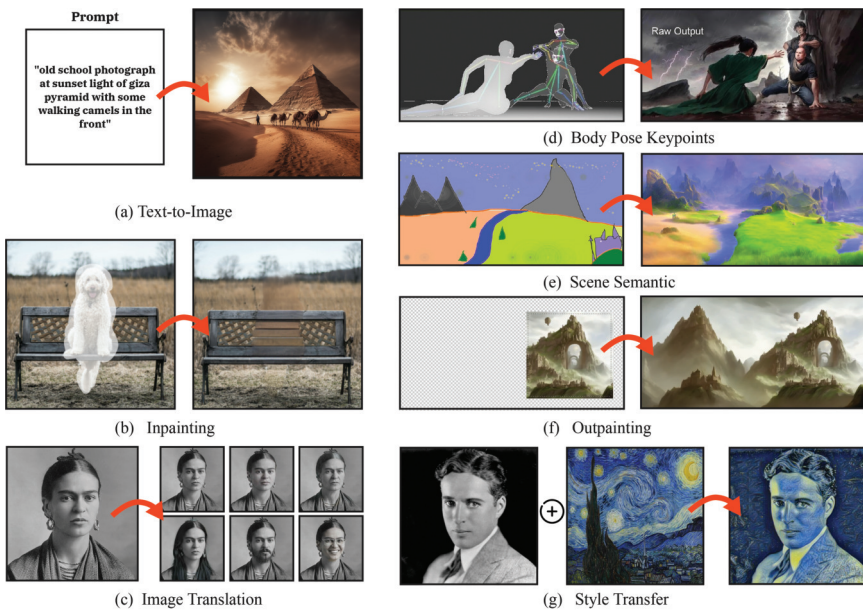 Prompt
"old school photograph
at sunset light of giza
pyramid with some
walking camels in the
front"
(a) Text-to-Image
(b) Inpainting
(c) Image Translation
Raw Output
(d) Body Pose Keypoints
(e) Scene Semantic
(f) Outpainting
(g) Style Transfer